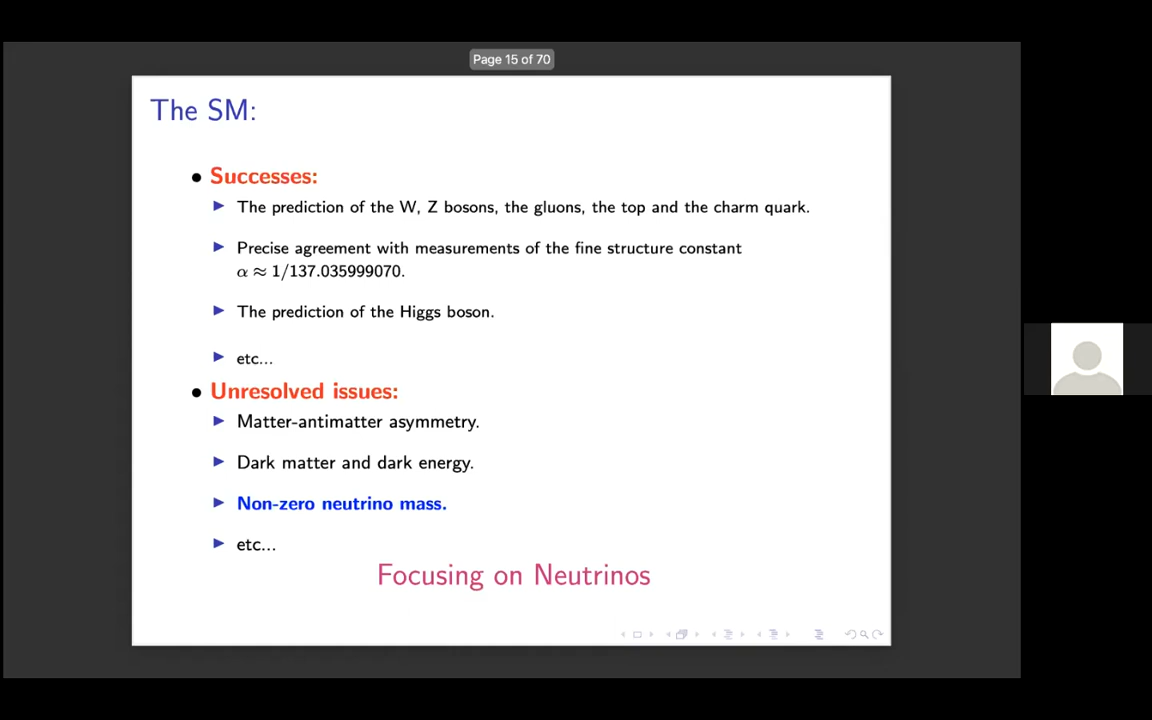 Page 15 of 70
The SM:
• Successes:
▶ The prediction of the W, Z bosons, the gluons, the top and the charm quark.
▶ Precise agreement with measurements of the fine structure constant
α ≈ 1/137.035999070.
▶ The prediction of the Higgs boson.
▶ etc...
• Unresolved issues:
▶ Matter-antimatter asymmetry.
▶ Dark matter and dark energy.
▶ Non-zero neutrino mass.
▶ etc...
Focusing on Neutrinos